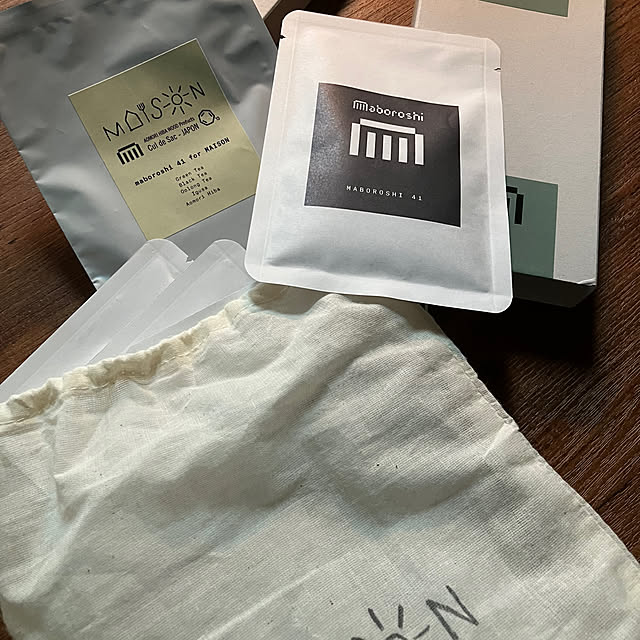 MAISON
AOMORI HIBA WOOD Products
Cul de Sac-JAPON
maboroshi 41 for MAISON
Green Tea
Black Tea
Oolong Tea
Igusa
Aomori Hiba
maboroshi
MABOROSHI 41